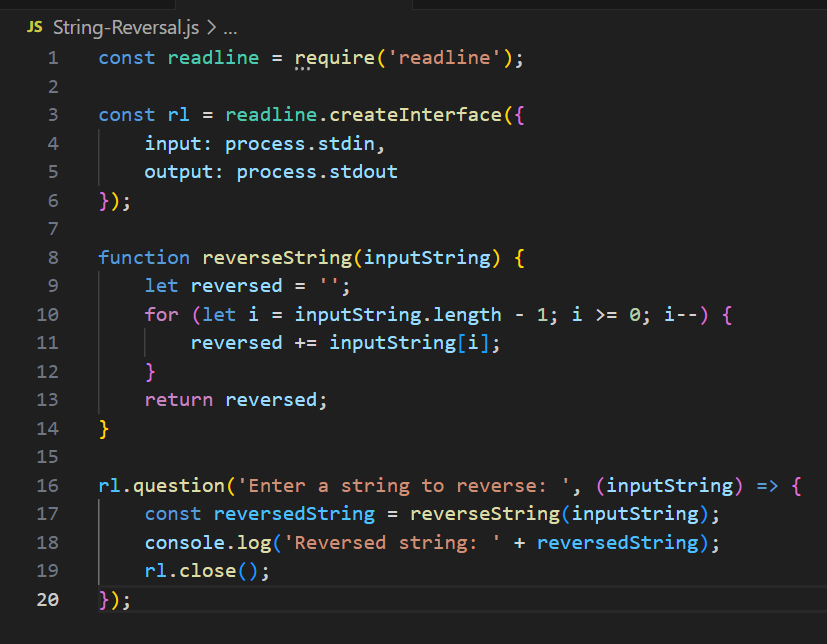 JS String-Reversal.js > ...
1 const readline = require('readline');
2
3 const rl = readline.createInterface({
4     input: process.stdin,
5     output: process.stdout
6 });
7
8 function reverseString(inputString) {
9     let reversed = '';
10     for (let i = inputString.length - 1; i >= 0; i--) {
11         reversed += inputString[i];
12     }
13     return reversed;
14 }
15
16 rl.question('Enter a string to reverse: ', (inputString) => {
17     const reversedString = reverseString(inputString);
18     console.log('Reversed string: ' + reversedString);
19     rl.close();
20 });